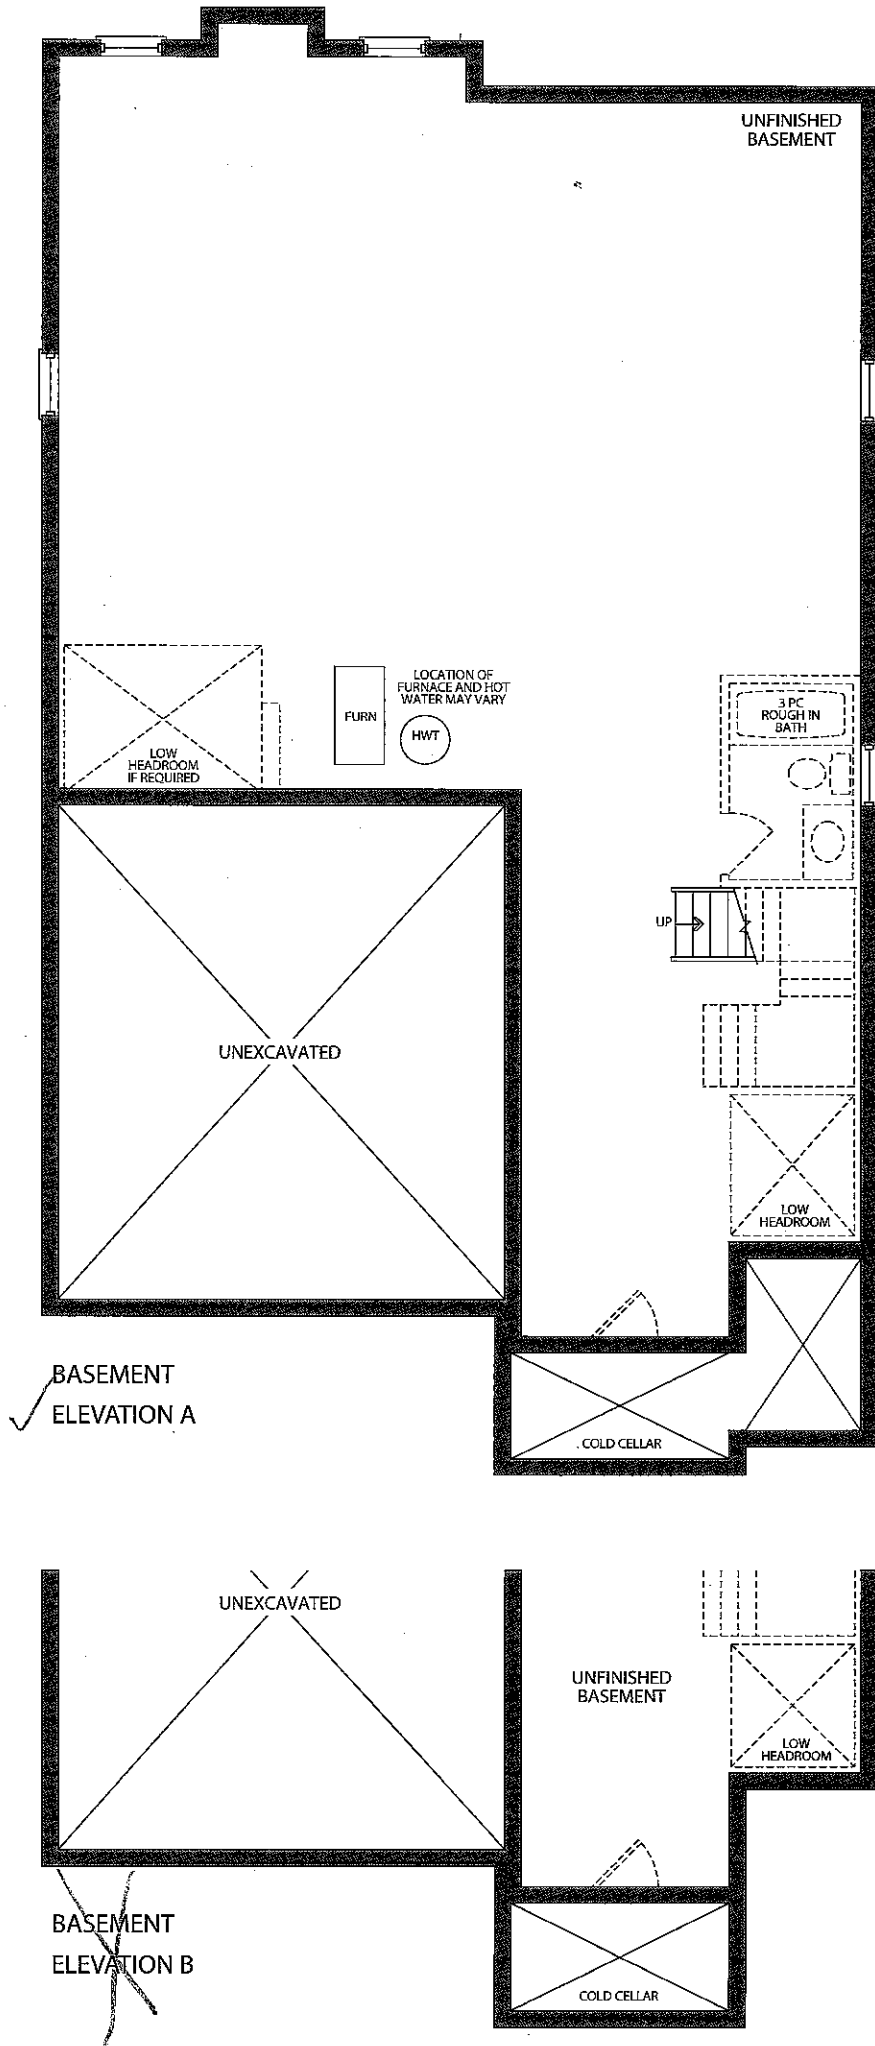 UNFINISHED
BASEMENT
LOW
HEADROOM
IF REQUIRED
FURN
LOCATION OF
FURNACE AND HOT
WATER MAY VARY
HWT
3 PC
ROUGH IN
BATH
UP
UNEXCAVATED
LOW
HEADROOM
COLD CELLAR
BASEMENT
ELEVATION A
UNEXCAVATED
UNFINISHED
BASEMENT
LOW
HEADROOM
COLD CELLAR
BASEMENT
ELEVATION B